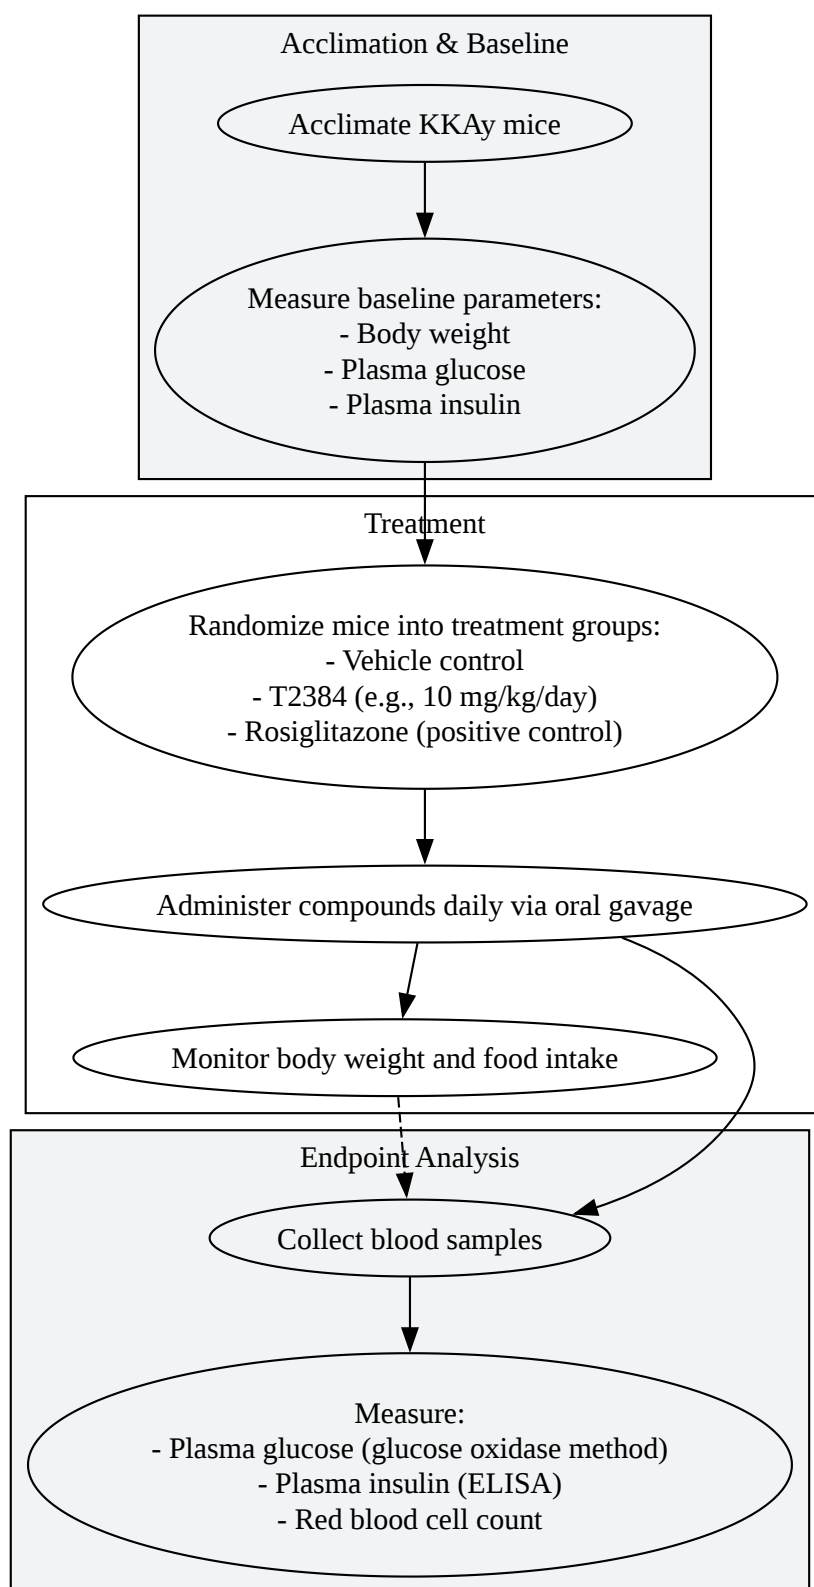 Acclimation & Baseline
Acclimate KKAy mice
Measure baseline parameters:
- Body weight
- Plasma glucose
- Plasma insulin
Treatment
Randomize mice into treatment groups:
- Vehicle control
- T2384 (e.g., 10 mg/kg/day)
- Rosiglitazone (positive control)
Administer compounds daily via oral gavage
Monitor body weight and food intake
Endpoint Analysis
Collect blood samples
Measure:
- Plasma glucose (glucose oxidase method)
- Plasma insulin (ELISA)
- Red blood cell count